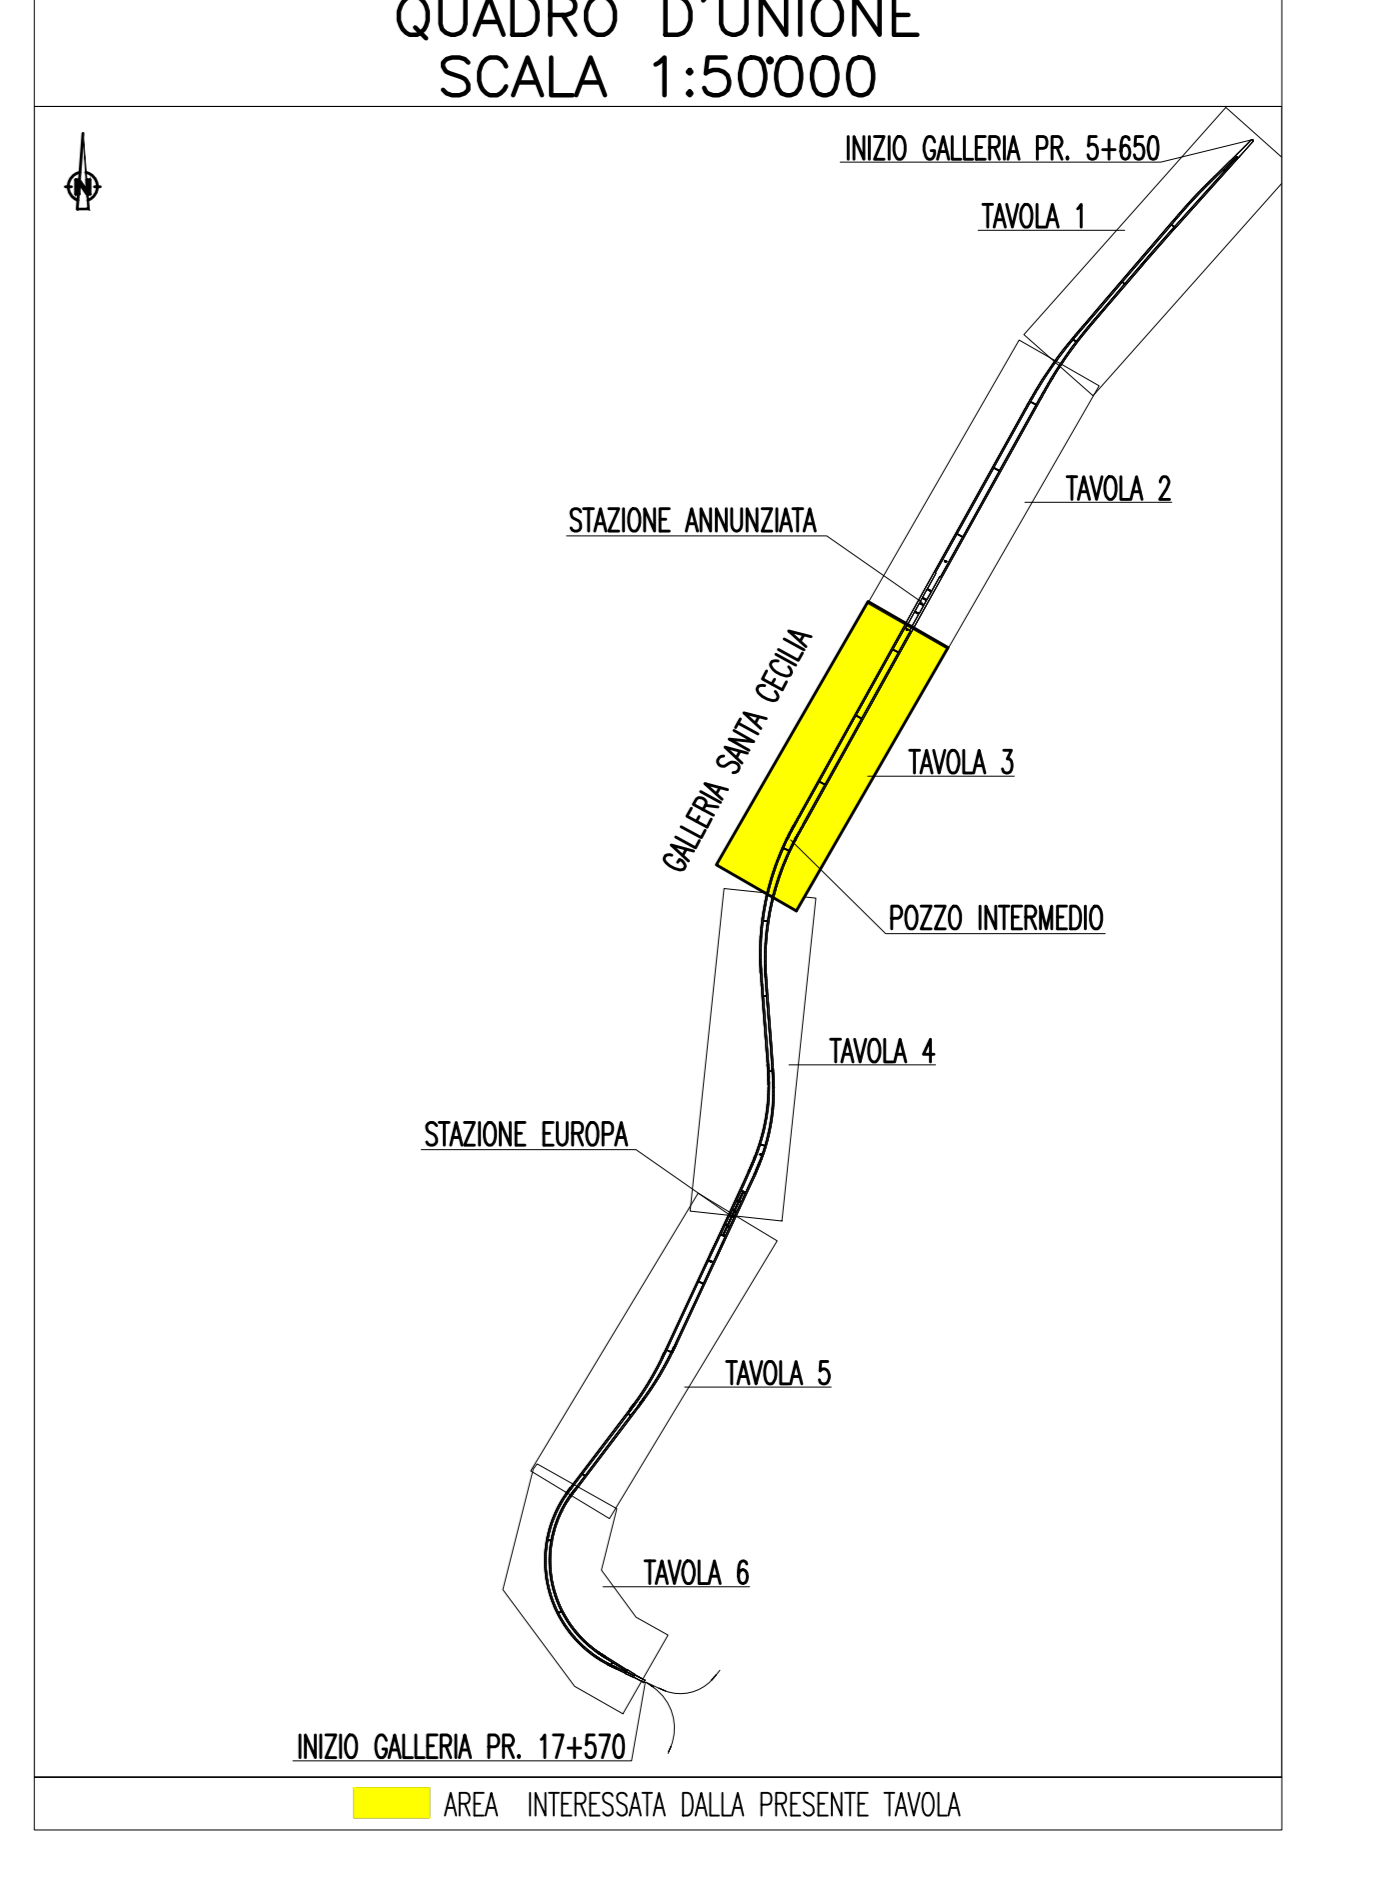 QUADRO D'UNIONE
SCALA 1:50'000
N
INIZIO GALLERIA PR. 5+650
TAVOLA 1
TAVOLA 2
STAZIONE ANNUNZIATA
GALLERIA SANTA CECILIA
TAVOLA 3
POZZO INTERMEDIO
TAVOLA 4
STAZIONE EUROPA
TAVOLA 5
TAVOLA 6
INIZIO GALLERIA PR. 17+570
AREA INTERESSATA DALLA PRESENTE TAVOLA